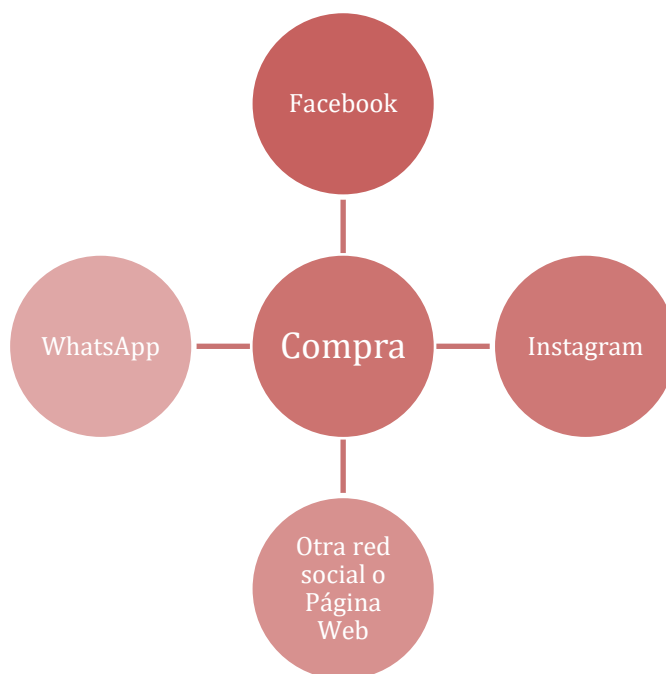 Facebook
WhatsApp
Compra
Instagram
Otra red
social o
Página
Web